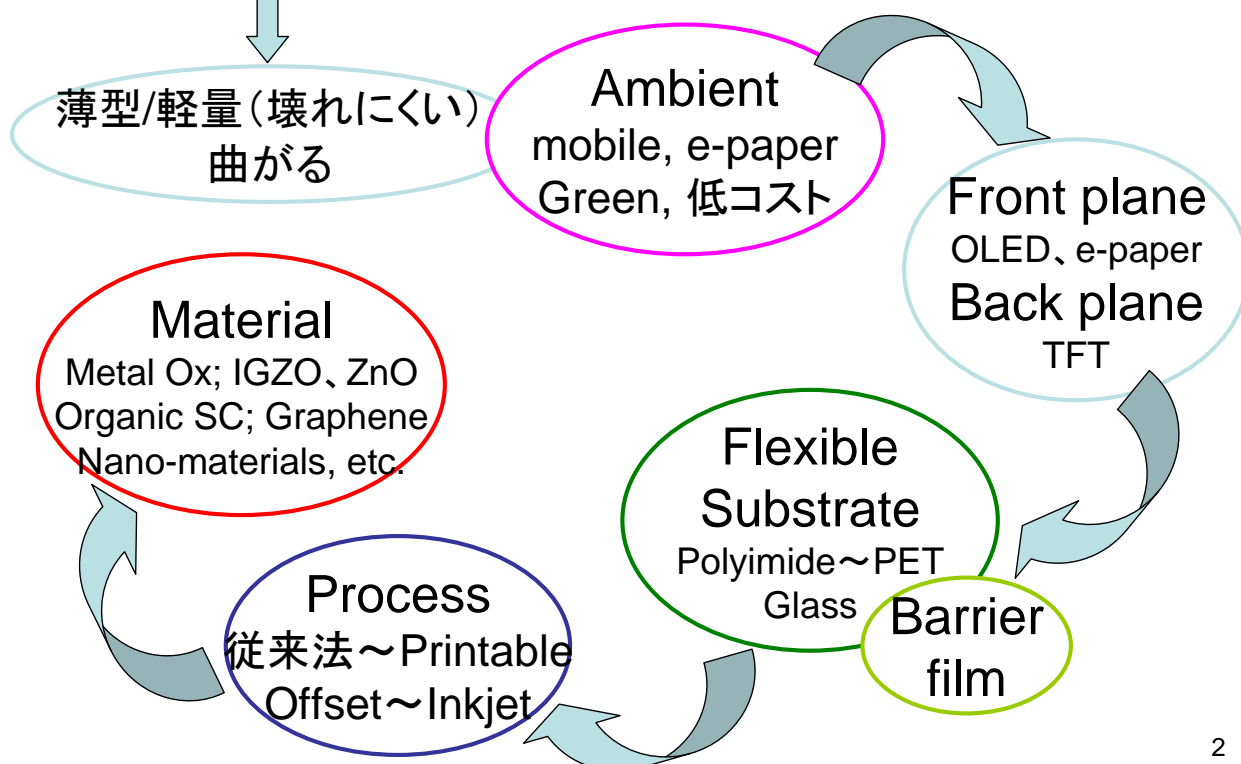 薄型/軽量(壊れにくい)
曲がる
Ambient
mobile, e-paper
Green, 低コスト
Front plane
OLED、e-paper
Back plane
TFT
Material
Metal Ox; IGZO、ZnO
Organic SC; Graphene
Nano-materials, etc.
Flexible
Substrate
Polyimide～PET
Glass
Barrier
film
Process
従来法～Printable
Offset～Inkjet
2